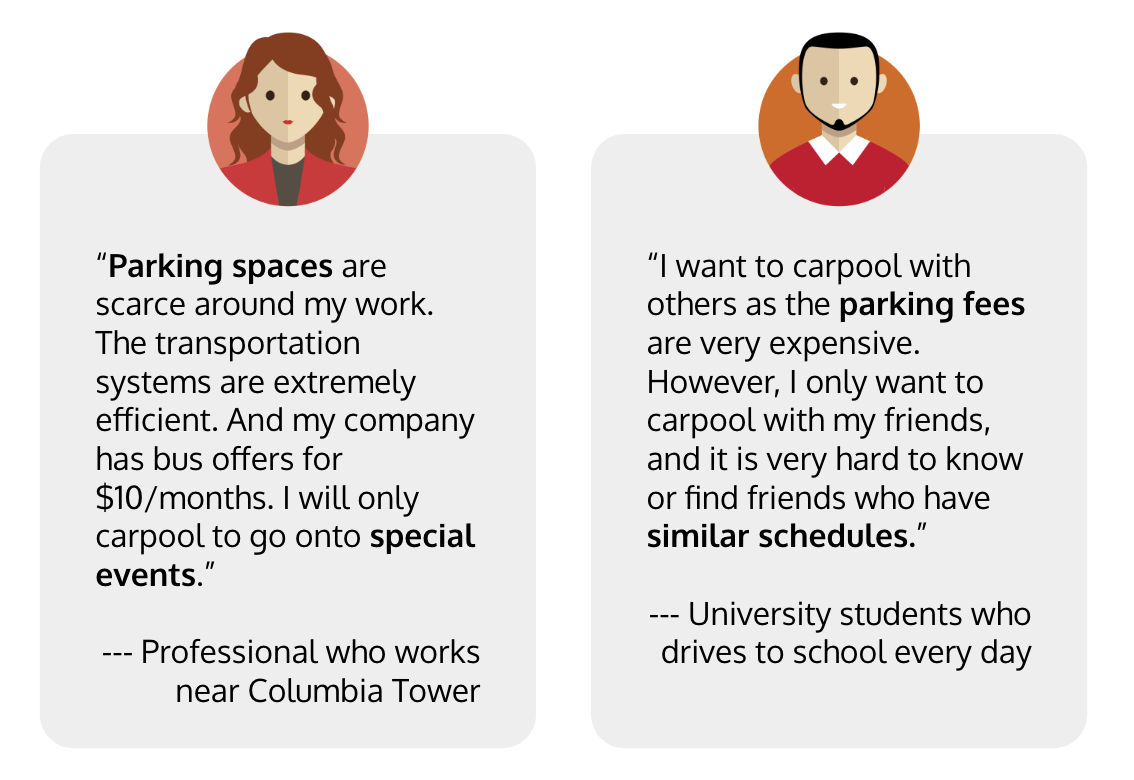 “Parking spaces are
scarce around my work.
The transportation
systems are extremely
efficient. And my company
has bus offers for
$10/months. I will only
carpool to go onto special
events.”
--- Professional who works
near Columbia Tower
“I want to carpool with
others as the parking fees
are very expensive.
However, I only want to
carpool with my friends,
and it is very hard to know
or find friends who have
similar schedules.”
--- University students who
drives to school every day